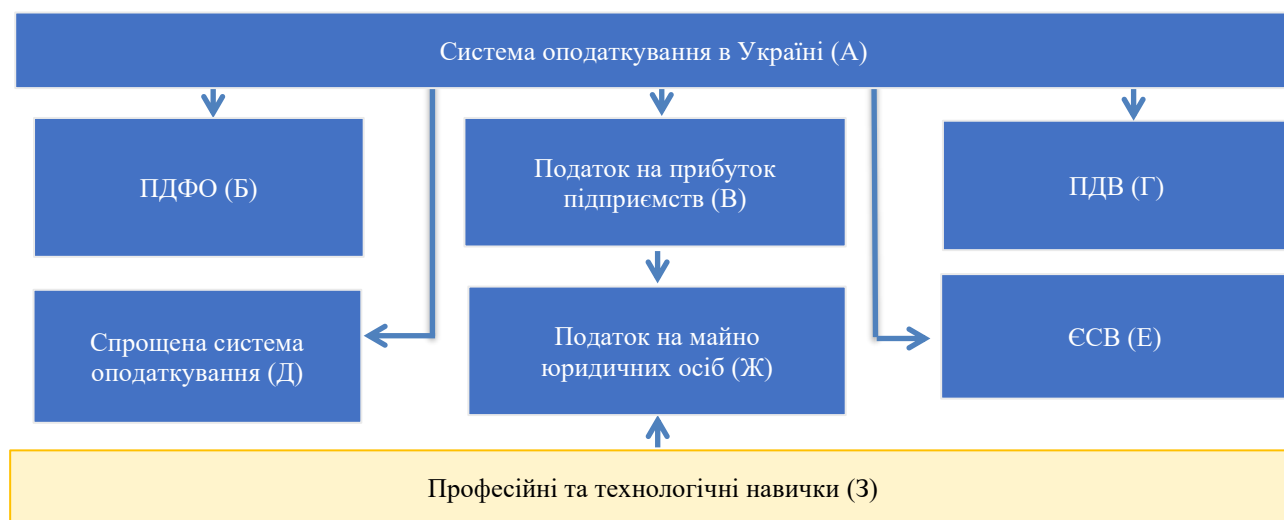 Система оподаткування в Україні (А)
ПДФО (Б)
Податок на прибуток
підприємств (В)
ПДВ (Г)
Спрощена система
оподаткування (Д)
Податок на майно
юридичних осіб (Ж)
ЄСВ (Е)
Професійні та технологічні навички (З)